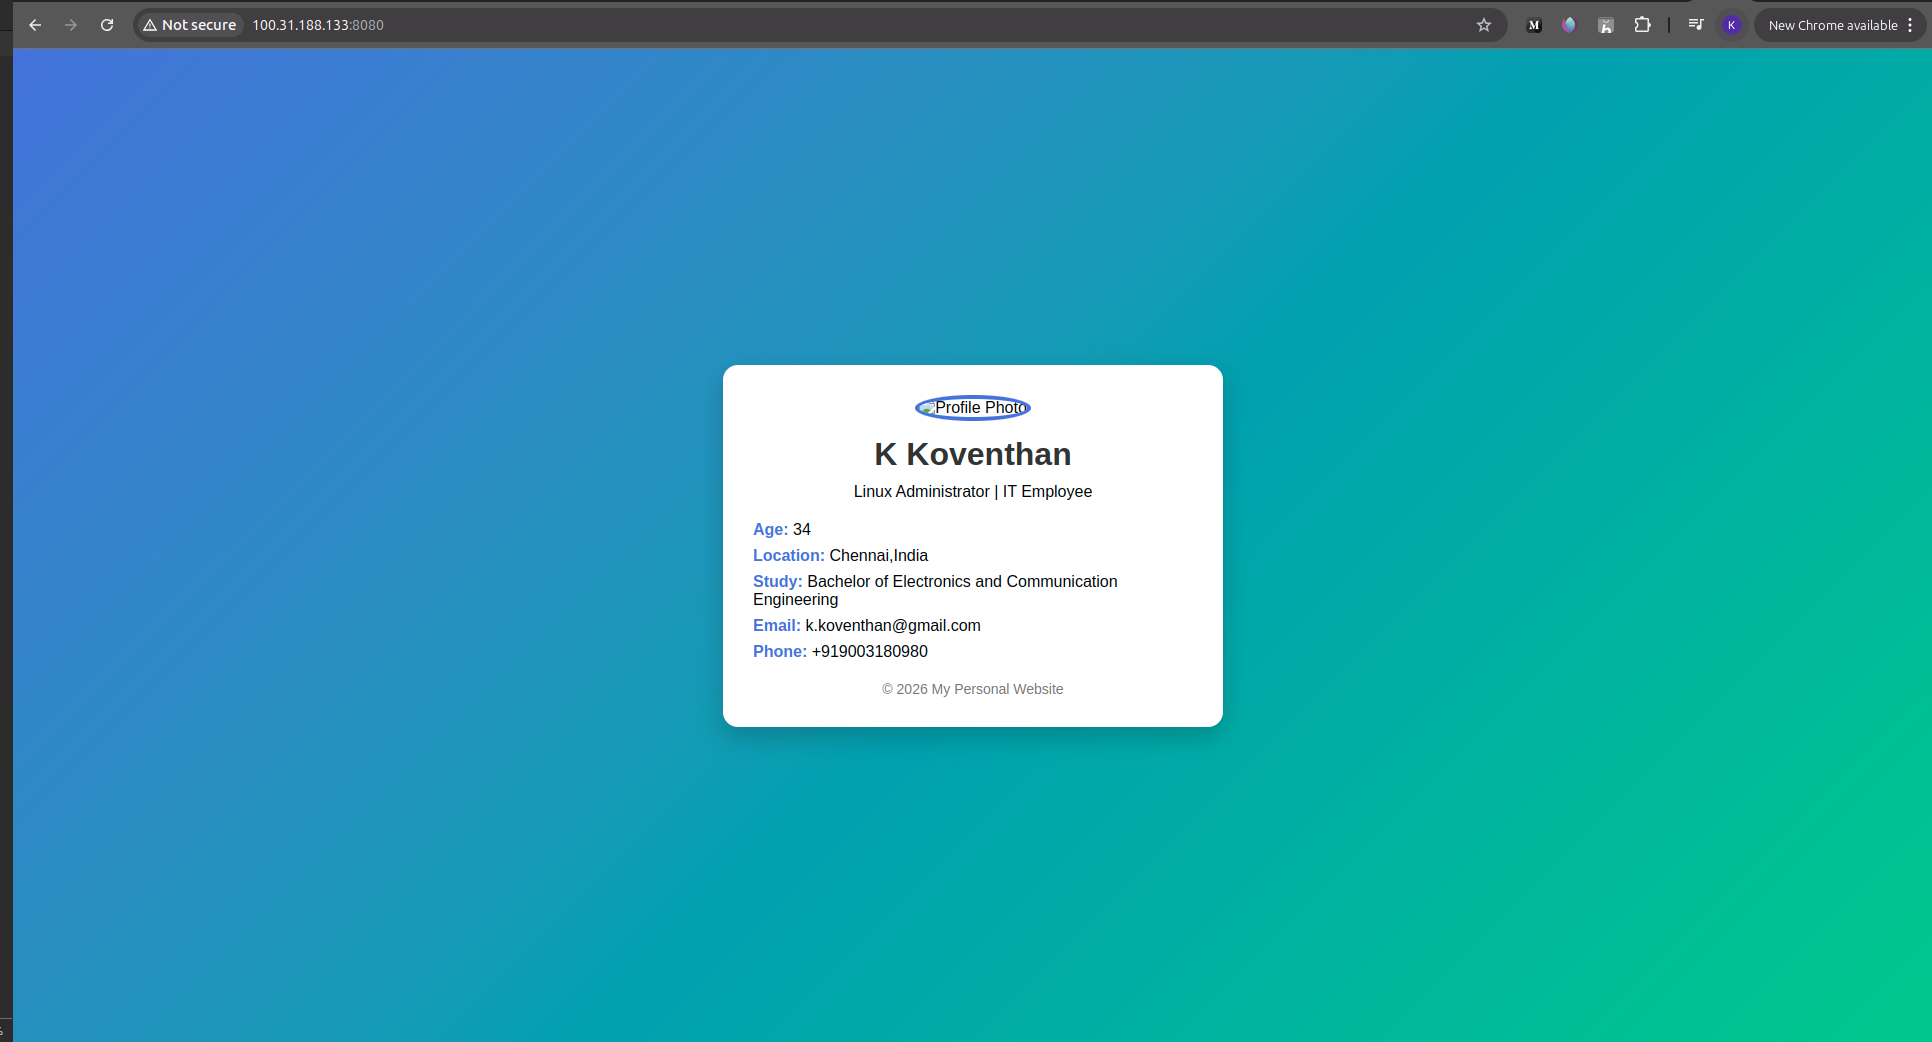 Not secure 100.31.188.133:8080 M K New Chrome available
Profile Photo
K Koventhan
Linux Administrator | IT Employee
Age: 34
Location: Chennai,India
Study: Bachelor of Electronics and Communication
Engineering
Email: k.koventhan@gmail.com
Phone: +919003180980
© 2026 My Personal Website